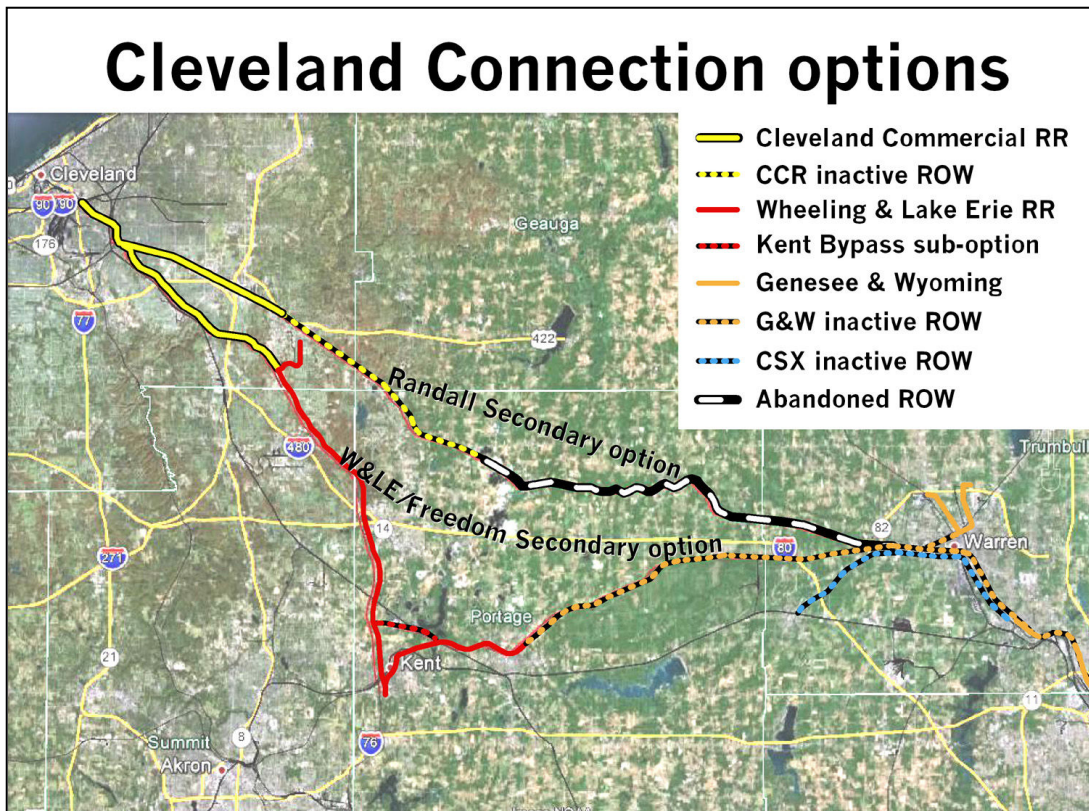 Cleveland Connection options
Cleveland Commercial RR
CCR inactive ROW
Wheeling & Lake Erie RR
Kent Bypass sub-option
Genesee & Wyoming
G&W inactive ROW
CSX inactive ROW
Abandoned ROW
Cleveland
90
90
176
77
Geauga
422
Randall Secondary option
480
W&LE/Freedom Secondary option
14
271
80
82
Trumbull
Warren
Portage
Kent
21
8
76
11
Summit
Akron